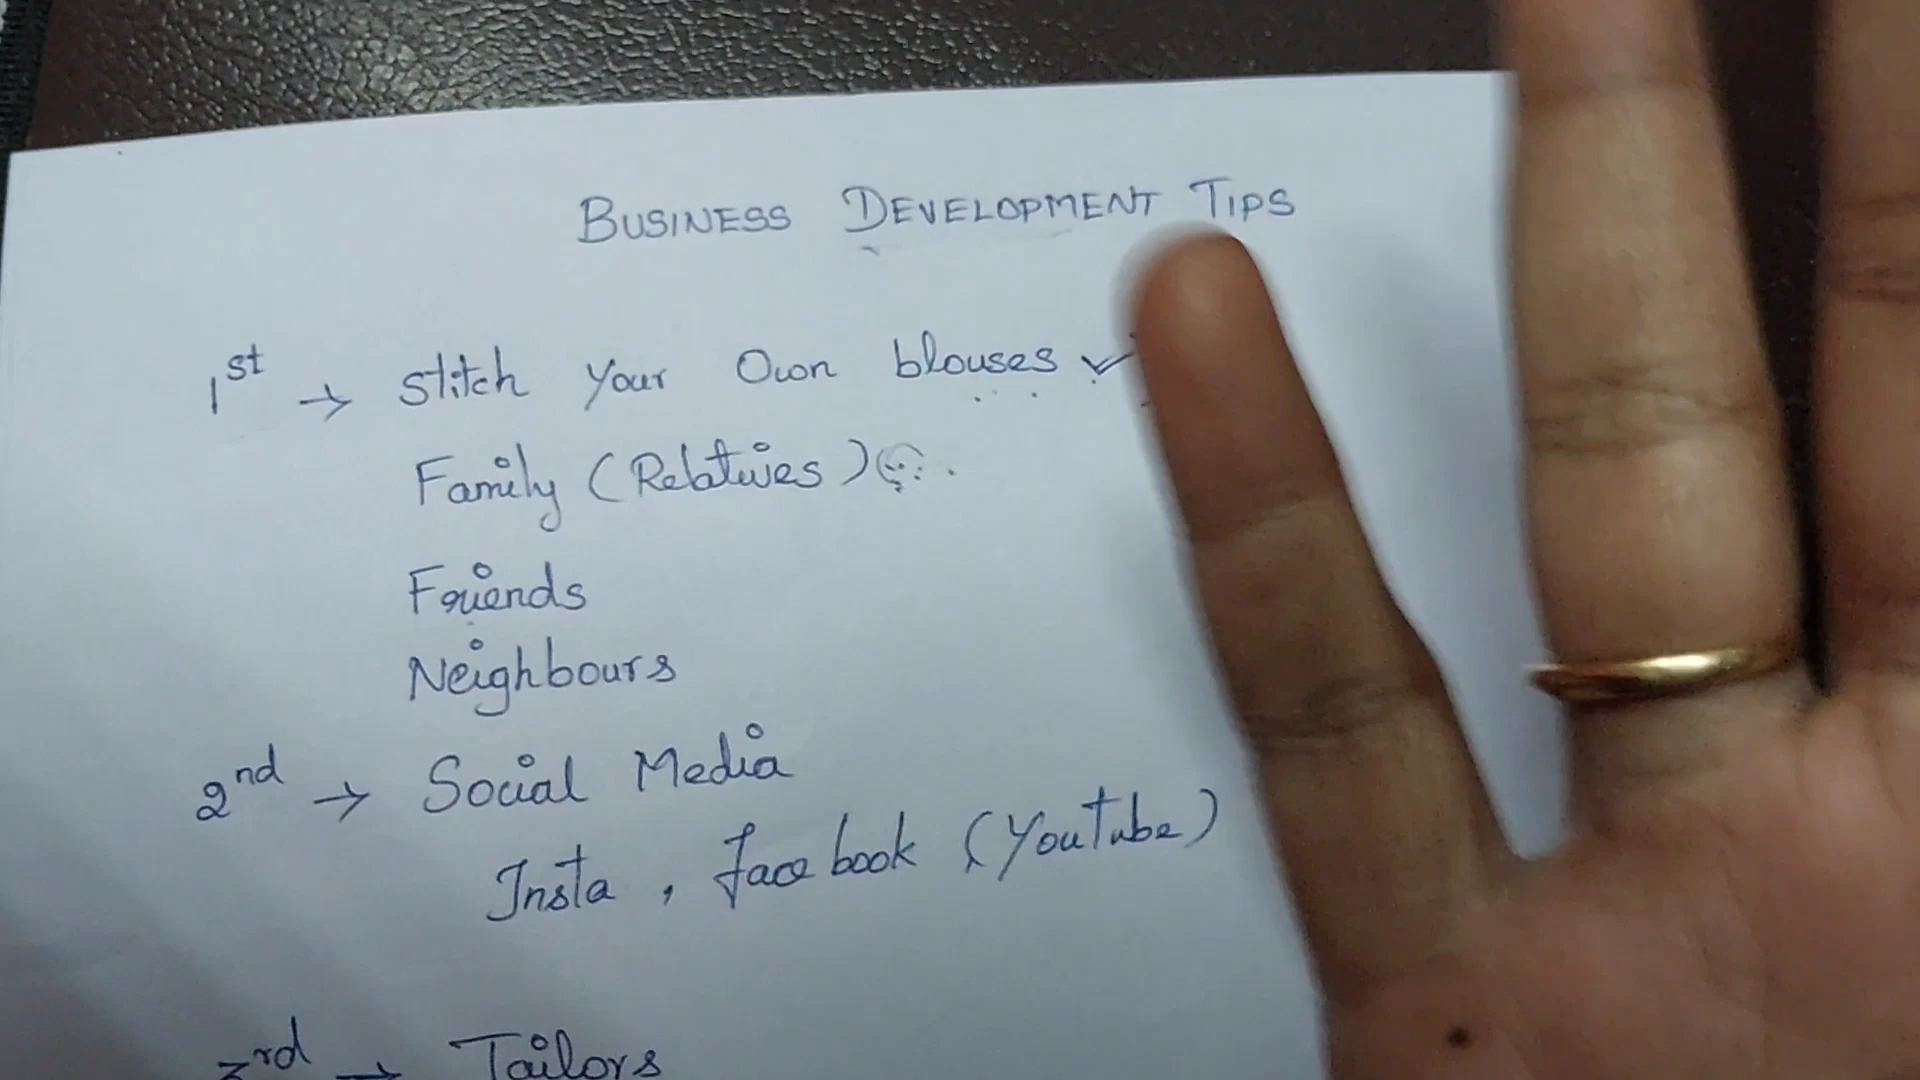 BUSINESS DEVELOPMENT TIPS
1st → Stitch Your Own blouses ✓
Family (Relatives)
Friends
Neighbours
2nd → Social Media
Insta, facebook (Youtube)
3rd → Tailors